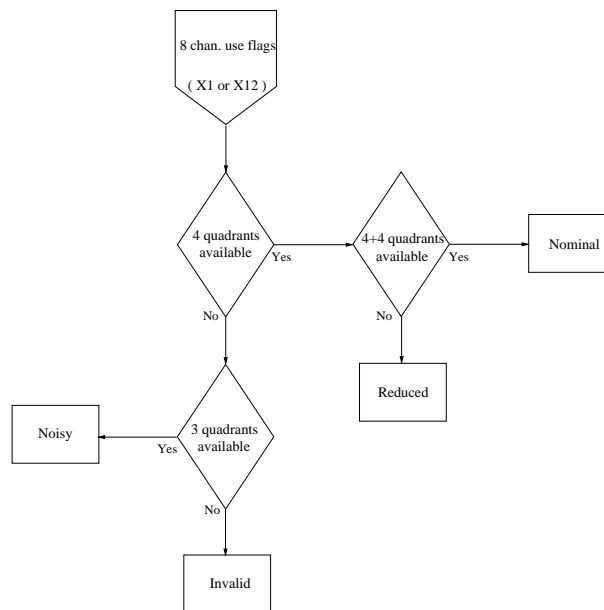 8 chan. use flags
( X1 or X12 )
4 quadrants
available
Yes
No
4+4 quadrants
available
Yes
No
Nominal
Reduced
3 quadrants
available
Yes
No
Noisy
Invalid